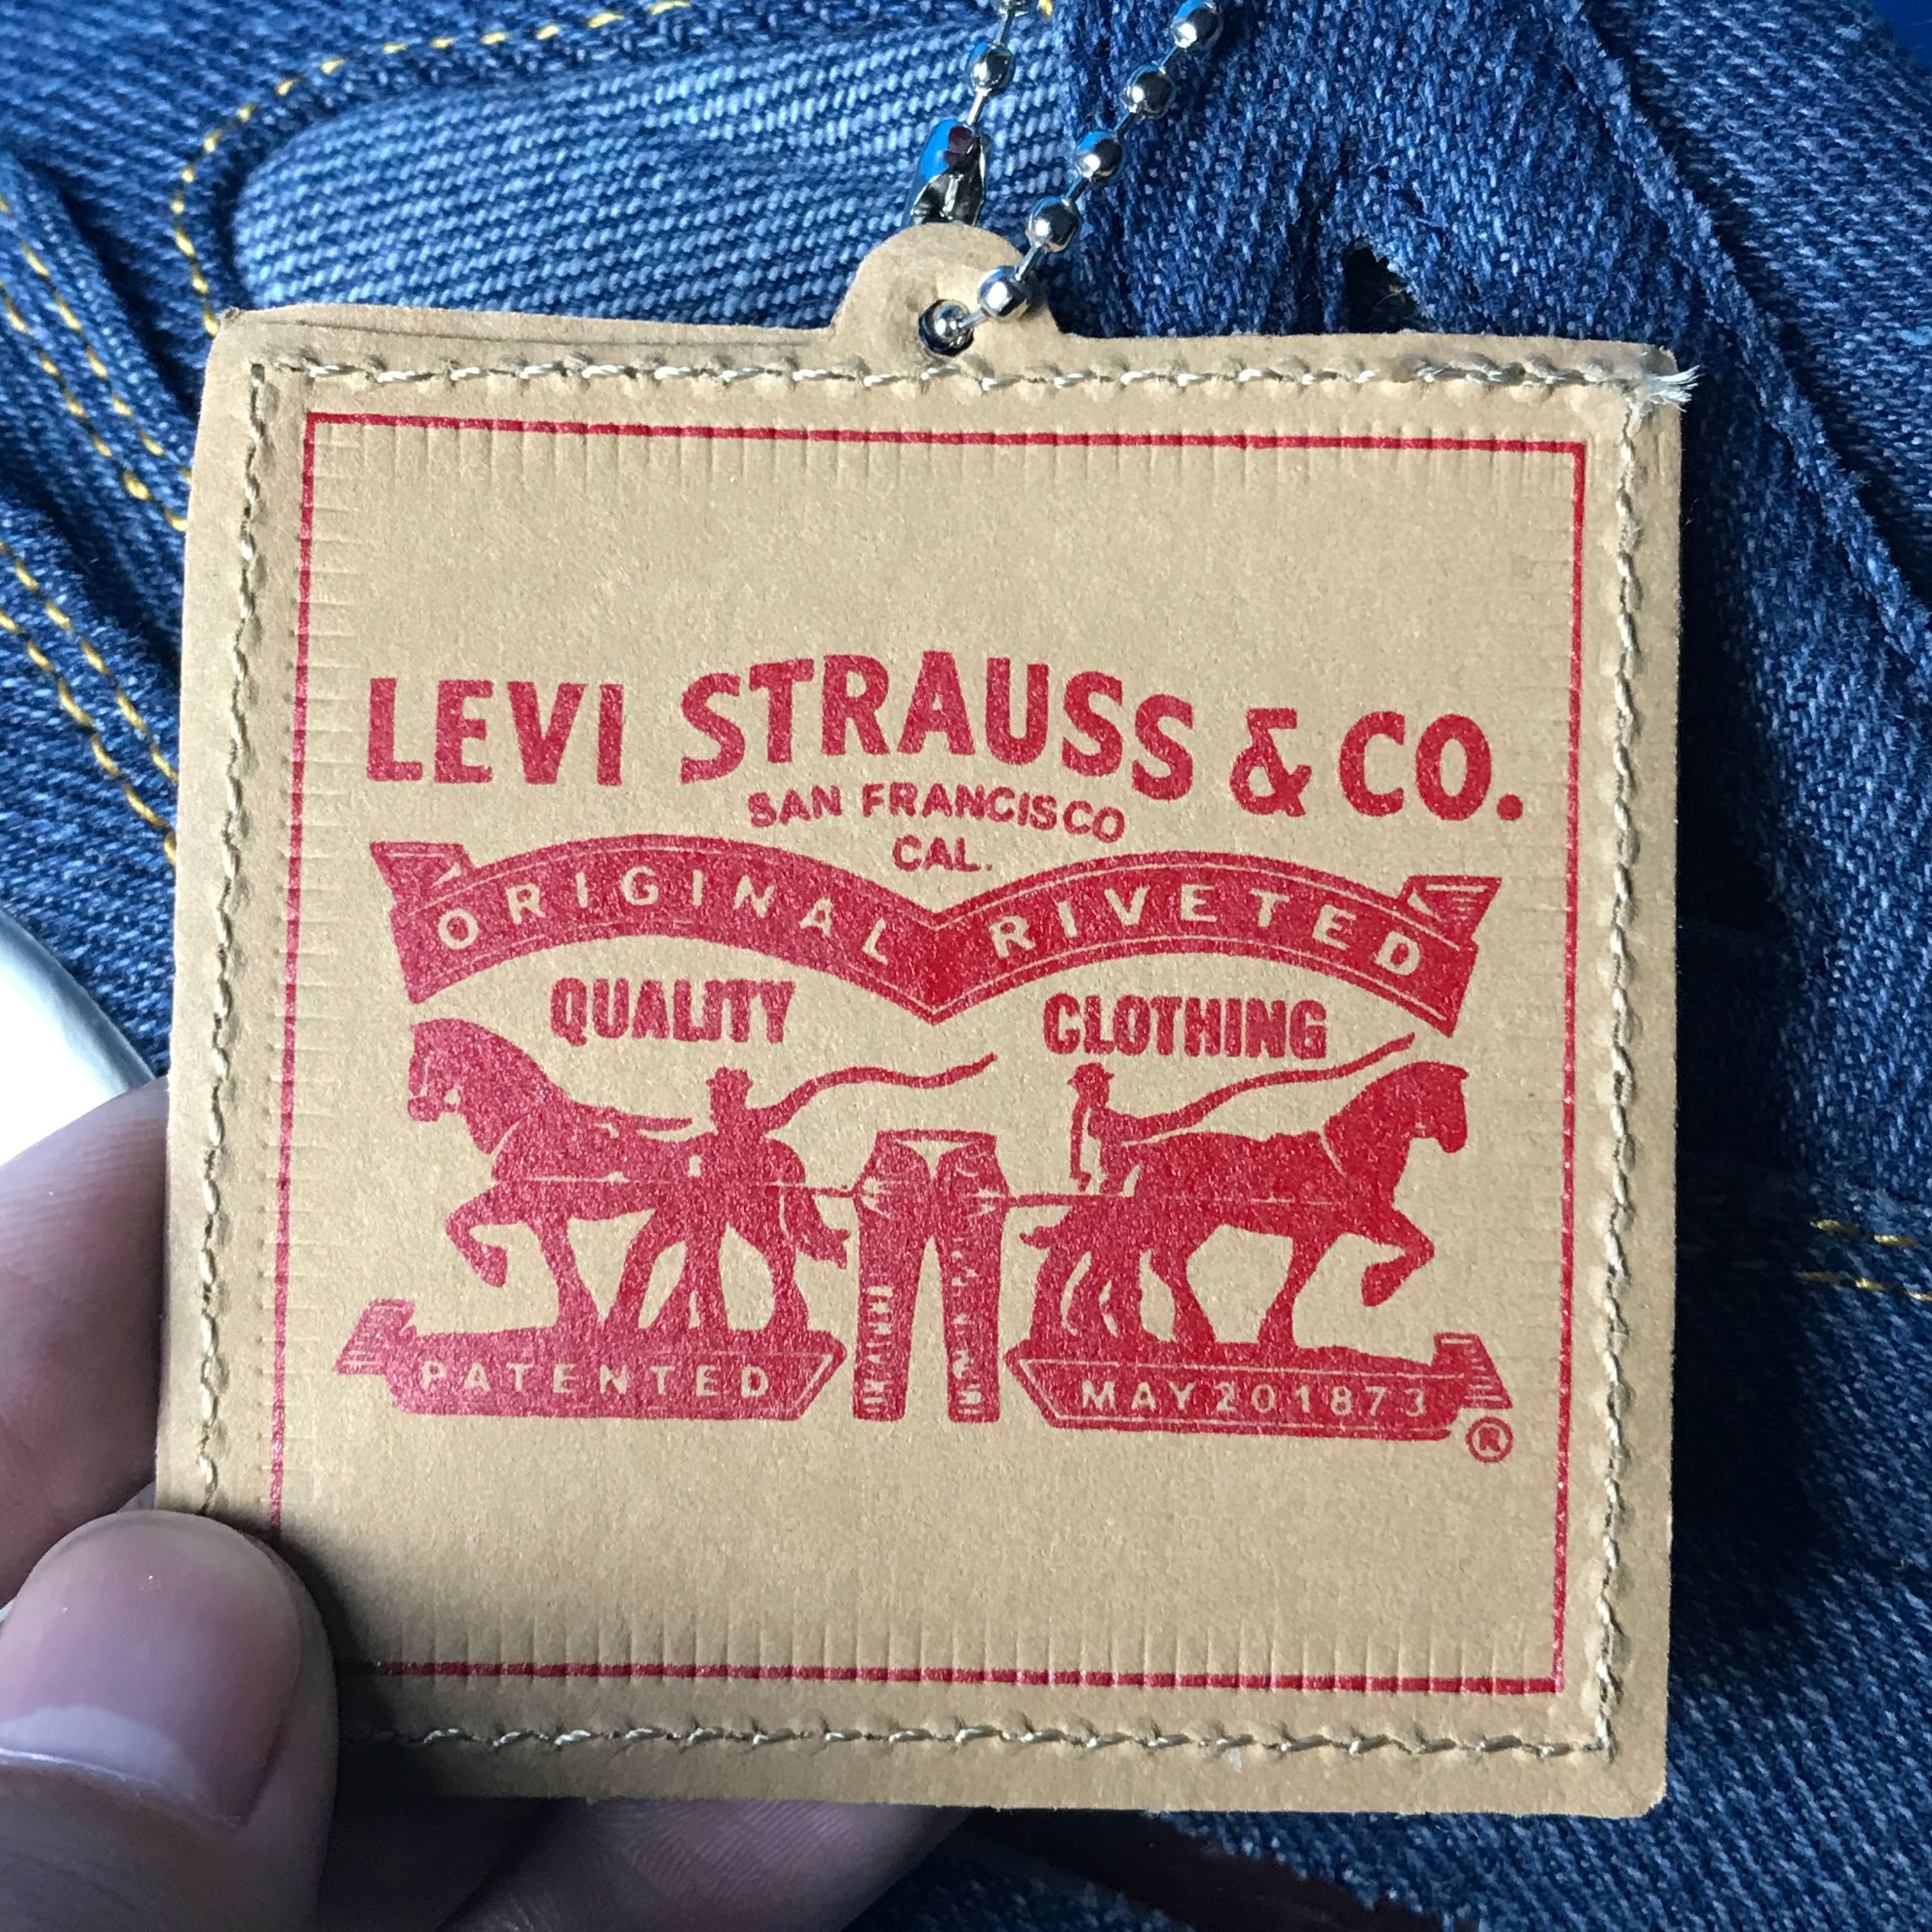 LEVI STRAUSS & CO.
SAN FRANCISCO
CAL.
ORIGINAL RIVETED
QUALITY CLOTHING
PATENTED MAY 20 1873
®